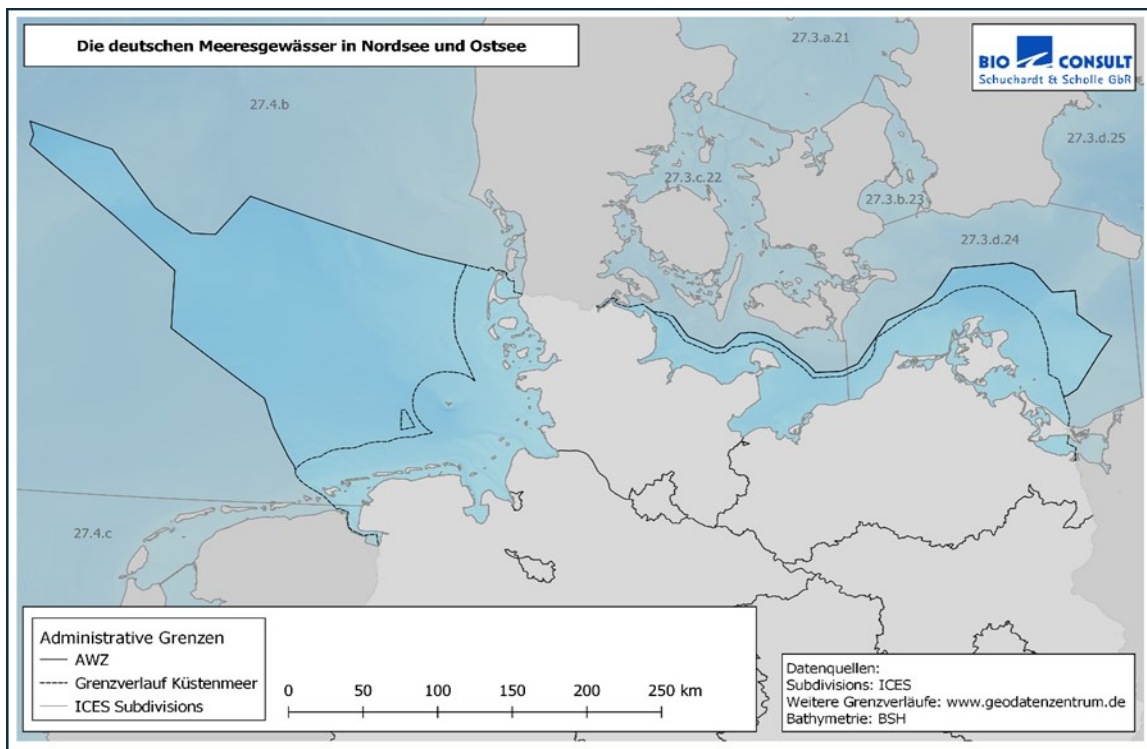 Die deutschen Meeresgewässer in Nordsee und Ostsee
BIO CONSULT
Schuchardt & Scholle GbR
27.3.a.21
27.4.b
27.3.d.25
27.3.c.22
27.3.b.23
27.3.d.24
27.4.c
Administrative Grenzen
AWZ
Grenzverlauf Küstenmeer
ICES Subdivisions
0 50 100 150 200 250 km
Datenquellen:
Subdivisions: ICES
Weitere Grenzverläufe: www.geodatenzentrum.de
Bathymetrie: BSH